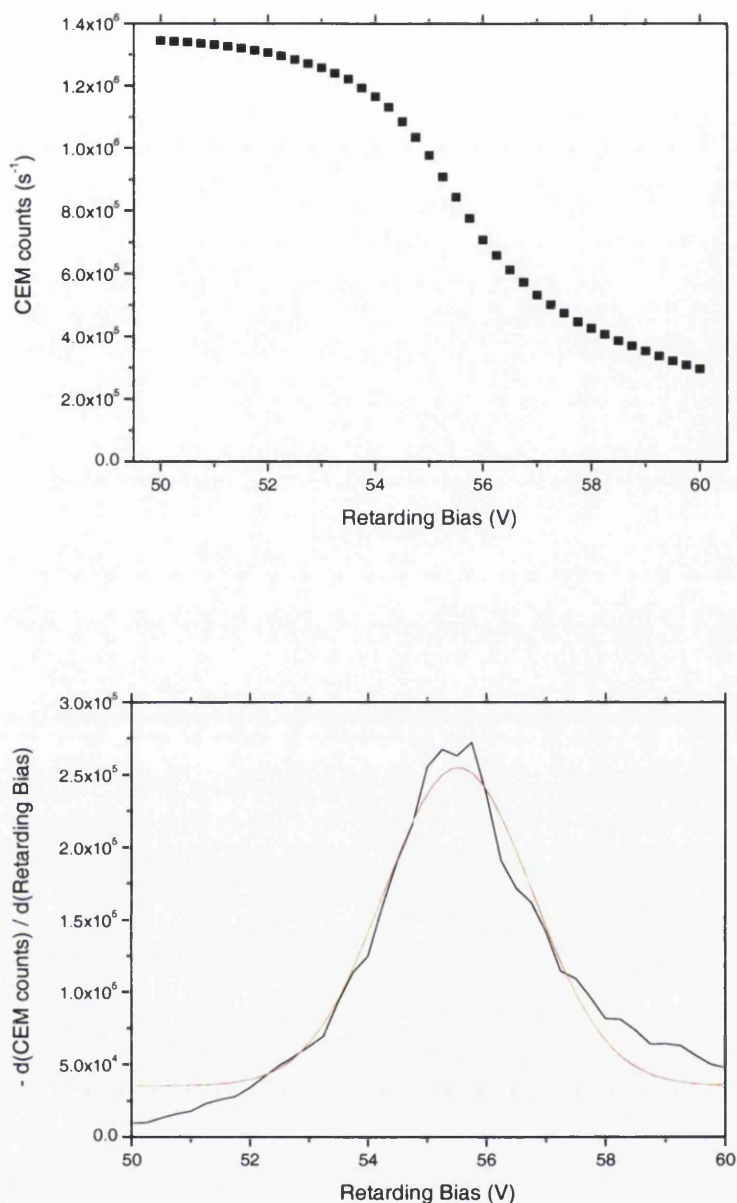 1.4x10⁶
1.2x10⁶
1.0x10⁶
8.0x10⁵
6.0x10⁵
4.0x10⁵
2.0x10⁵
0.0
CEM counts (s⁻¹)
50 52 54 56 58 60
Retarding Bias (V)
3.0x10⁵
2.5x10⁵
2.0x10⁵
1.5x10⁵
1.0x10⁵
5.0x10⁴
0.0
- d(CEM counts) / d(Retarding Bias)
50 52 54 56 58 60
Retarding Bias (V)